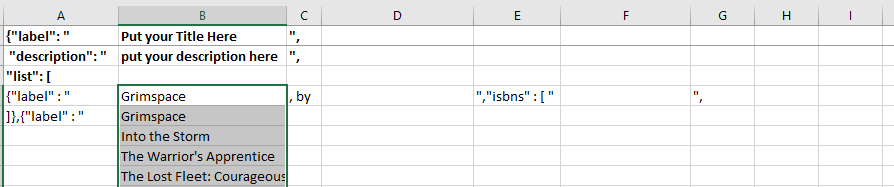 A B C D E F G H I
{"label": " Put your Title Here ",
"description": " put your description here ",
"list": [
{"label" : " Grimspace , by ","isbns" : [ " ",
]},{"label" : " Grimspace
Into the Storm
The Warrior's Apprentice
The Lost Fleet: Courageous